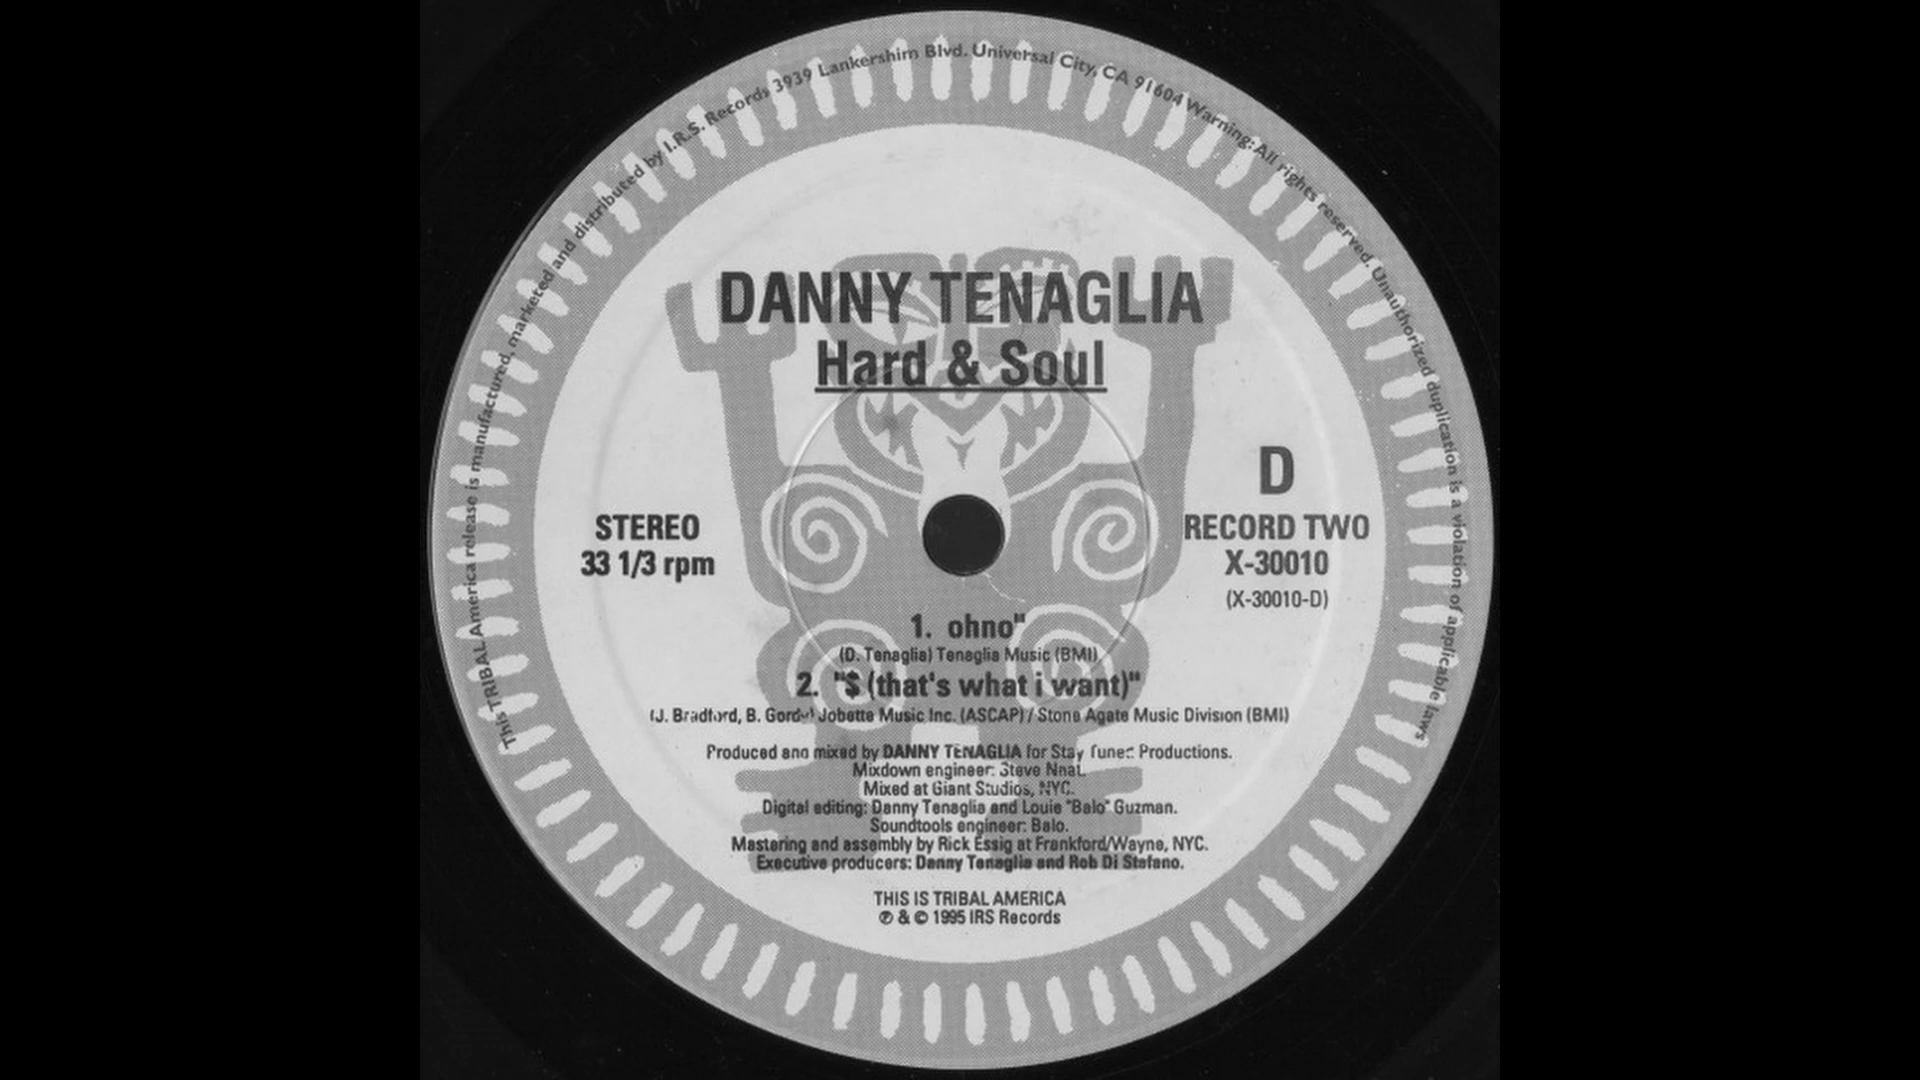 This TRIBAL America release is manufactured, marketed and distributed by I.R.S. Records 3939 Lankershim Blvd. Universal City, CA 91604 Warning: All rights reserved. Unauthorized duplication is a violation of applicable laws
DANNY TENAGLIA
Hard & Soul
D
STEREO
RECORD TWO
33 1/3 rpm
X-30010
(X-30010-D)
1. ohno"
(D. Tenaglia) Tenaglia Music (BMI)
2. "$ (that's what i want)"
(J. Bradford, B. Gordy) Jobette Music Inc. (ASCAP) / Stone Agate Music Division (BMI)
Produced and mixed by DANNY TENAGLIA for Stay Tuned Productions.
Mixdown engineer: Steve
Mixed at Giant Studios, NYC.
Digital editing: Danny Tenaglia and Louie "Balo" Guzman.
Soundtools engineer: Balo.
Mastering and assembly by Rick Essig at Frankford/Wayne, NYC.
Executive producers: Danny Tenaglia and Rob Di Stefano.
THIS IS TRIBAL AMERICA
℗ & © 1995 IRS Records